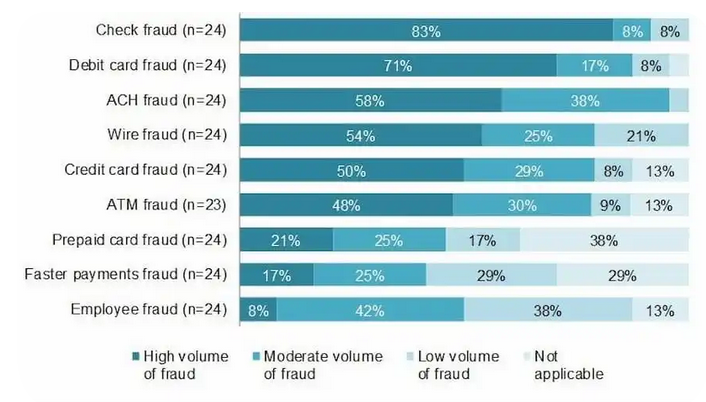 Check fraud (n=24) 83% 8% 8%
Debit card fraud (n=24) 71% 17% 8%
ACH fraud (n=24) 58% 38%
Wire fraud (n=24) 54% 25% 21%
Credit card fraud (n=24) 50% 29% 8% 13%
ATM fraud (n=23) 48% 30% 9% 13%
Prepaid card fraud (n=24) 21% 25% 17% 38%
Faster payments fraud (n=24) 17% 25% 29% 29%
Employee fraud (n=24) 8% 42% 38% 13%
High volume of fraud
Moderate volume of fraud
Low volume of fraud
Not applicable